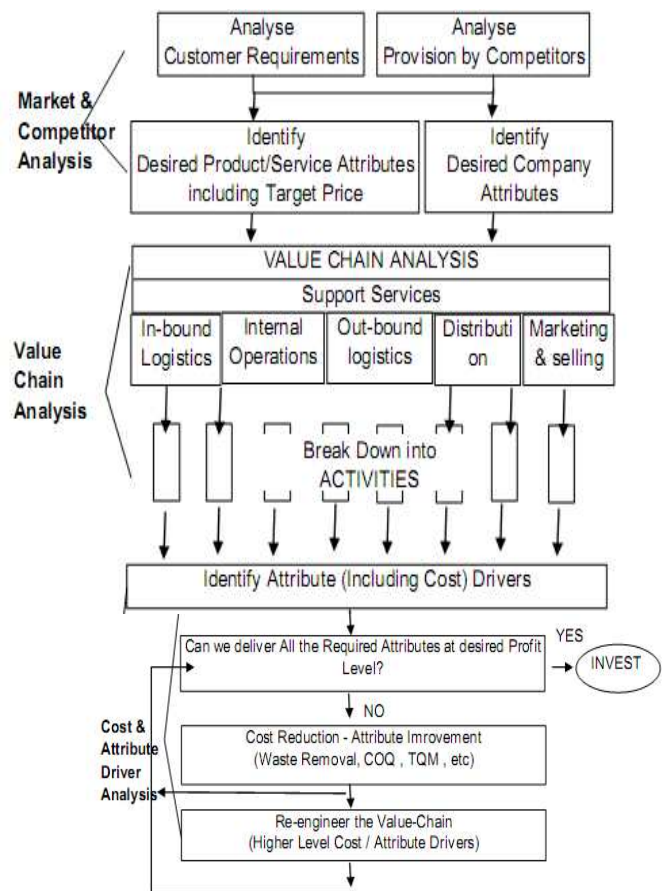 Analyse
Customer Requirements
Analyse
Provision by Competitors
Market &
Competitor
Analysis
Identify
Desired Product/Service Attributes
including Target Price
Identify
Desired Company
Attributes
VALUE CHAIN ANALYSIS
Support Services
In-bound
Logistics
Internal
Operations
Out-bound
logistics
Distributi
on
Marketing
& selling
Value
Chain
Analysis
Break Down into
ACTIVITIES
Identify Attribute (Including Cost) Drivers
Can we deliver All the Required Attributes at desired Profit
Level?
YES
INVEST
NO
Cost &
Attribute
Driver
Analysis
Cost Reduction - Attribute Imrovement
(Waste Removal, COQ , TQM , etc)
Re-engineer the Value-Chain
(Higher Level Cost / Attribute Drivers)